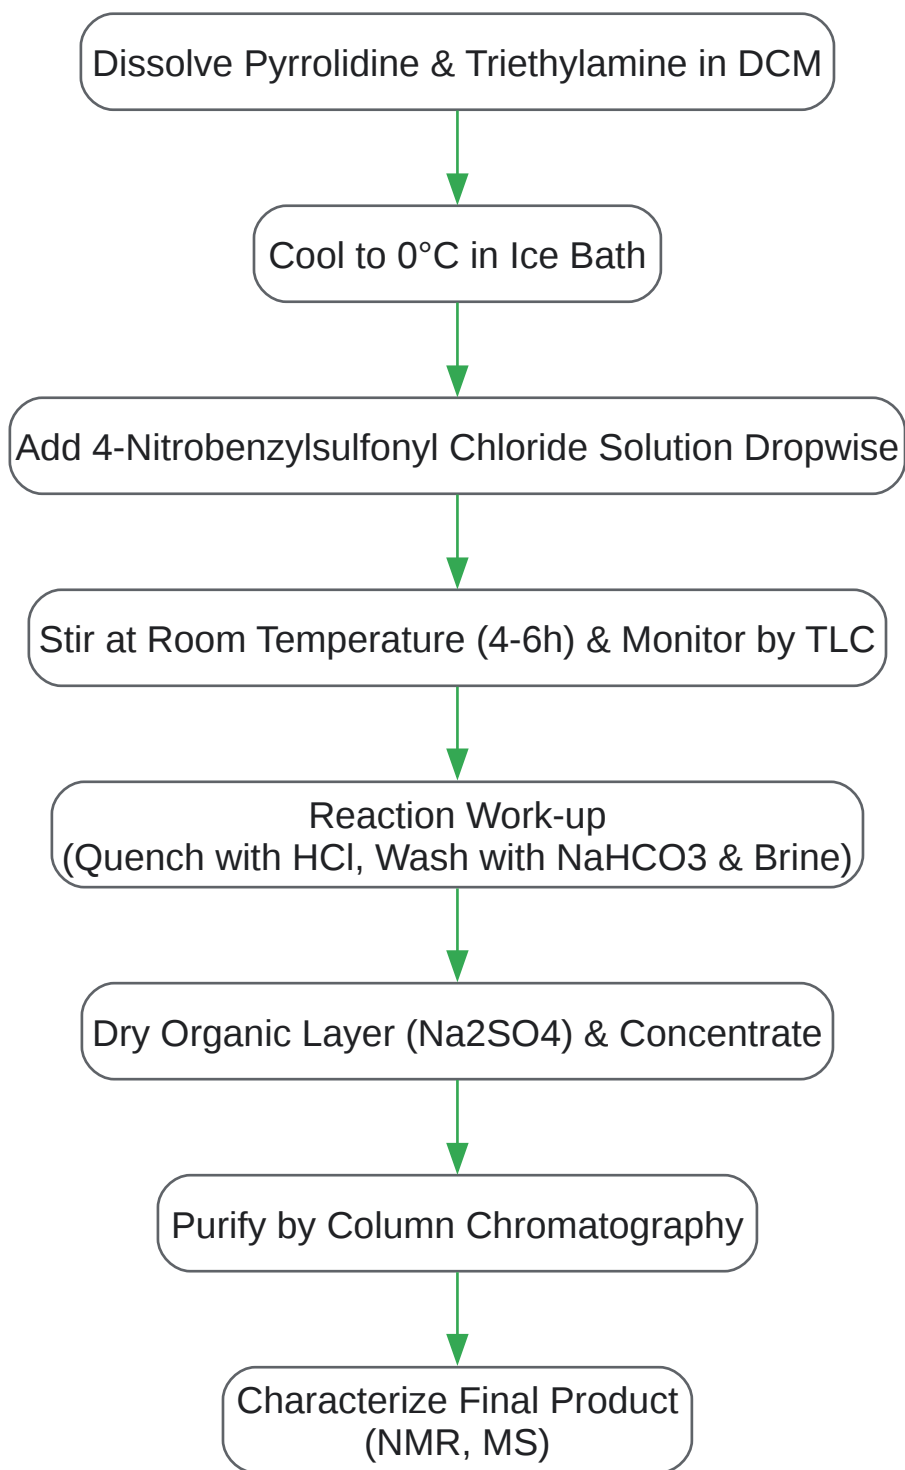 Dissolve Pyrrolidine & Triethylamine in DCM
Cool to 0°C in Ice Bath
Add 4-Nitrobenzylsulfonyl Chloride Solution Dropwise
Stir at Room Temperature (4-6h) & Monitor by TLC
Reaction Work-up
(Quench with HCl, Wash with NaHCO3 & Brine)
Dry Organic Layer (Na2SO4) & Concentrate
Purify by Column Chromatography
Characterize Final Product
(NMR, MS)